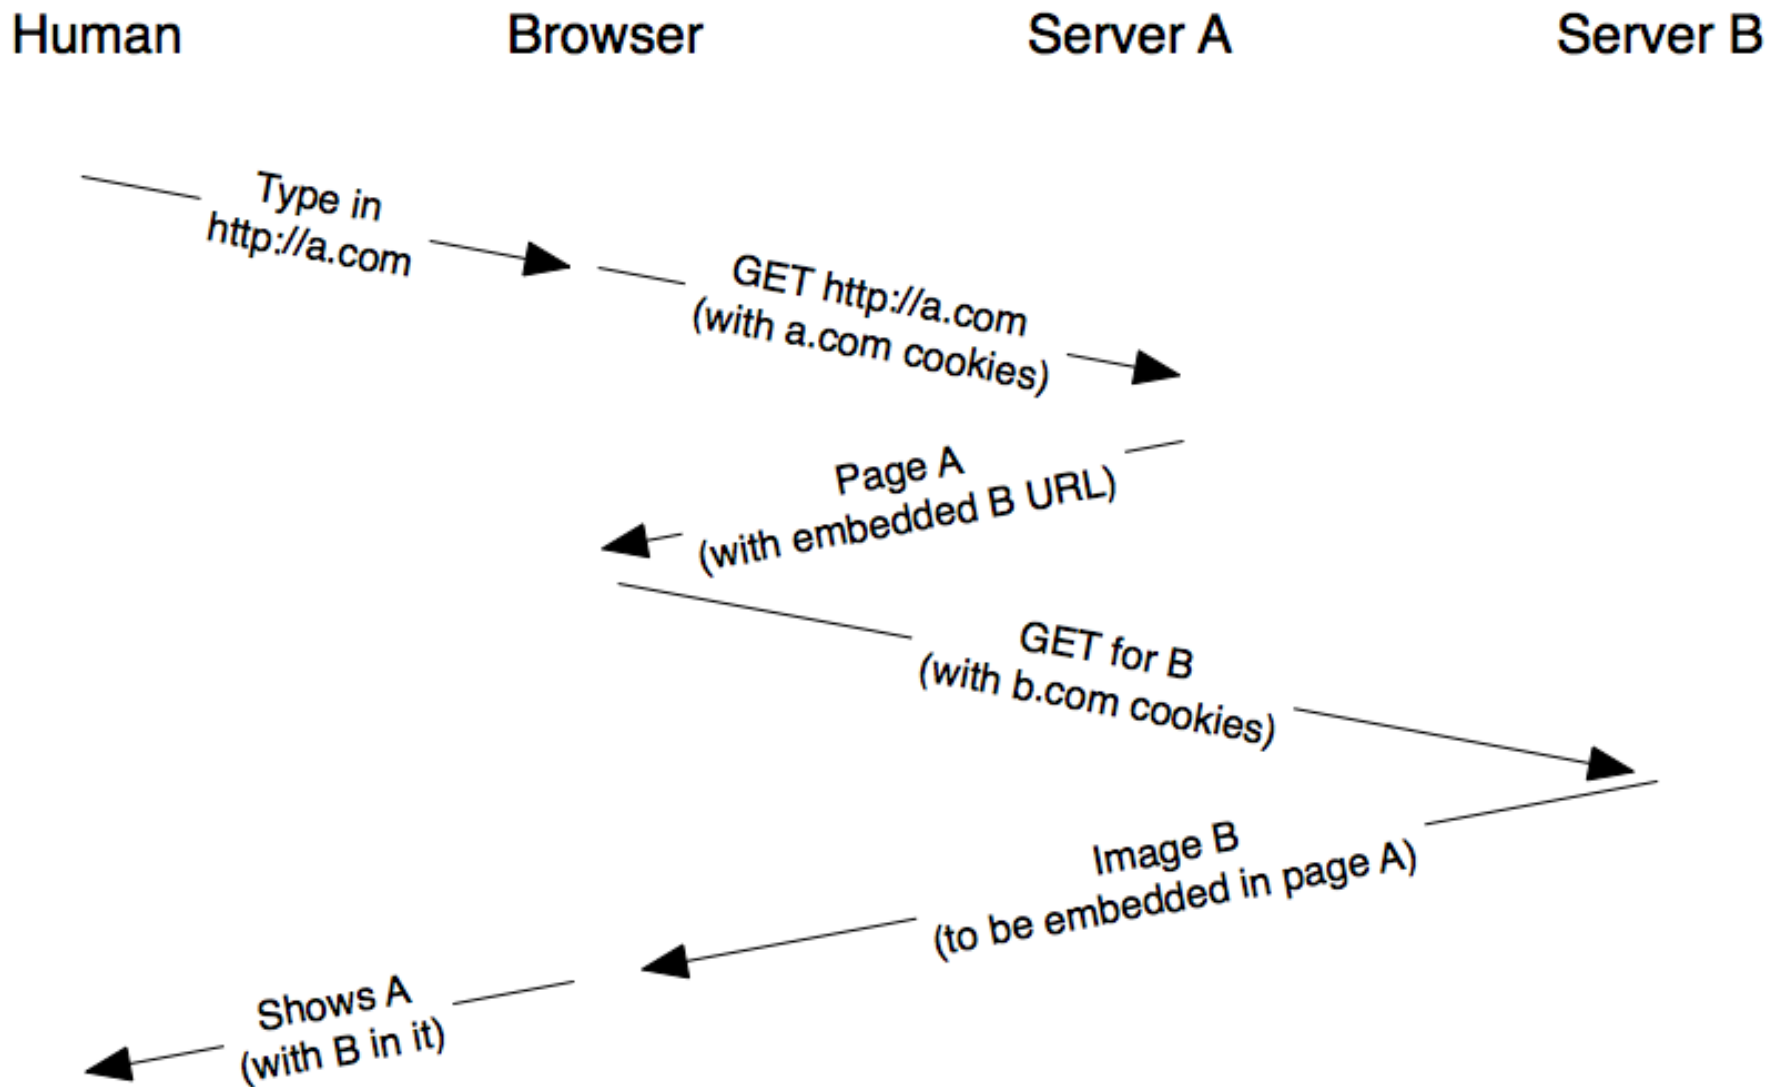 Human
Browser
Server A
Server B
Type in
http://a.com
GET http://a.com
(with a.com cookies)
Page A
(with embedded B URL)
GET for B
(with b.com cookies)
Image B
(to be embedded in page A)
Shows A
(with B in it)